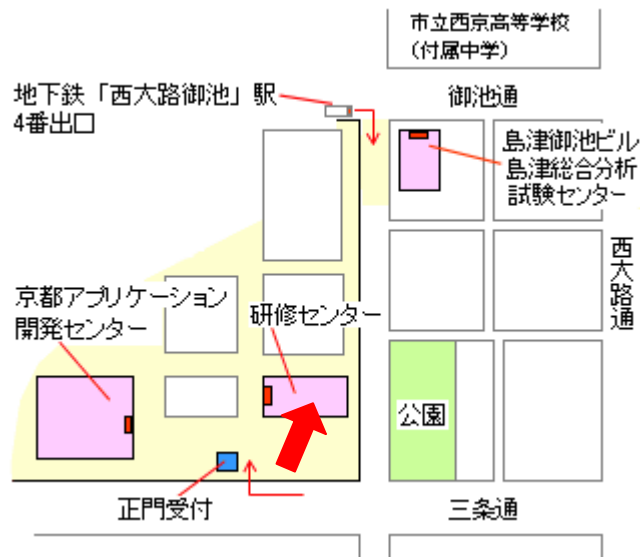 市立西京高等学校
（付属中学）
地下鉄「西大路御池」駅
4番出口
御池通
島津御池ビル
島津総合分析
試験センター
西大路通
京都アプリケーション
開発センター
研修センター
公園
正門受付
三条通